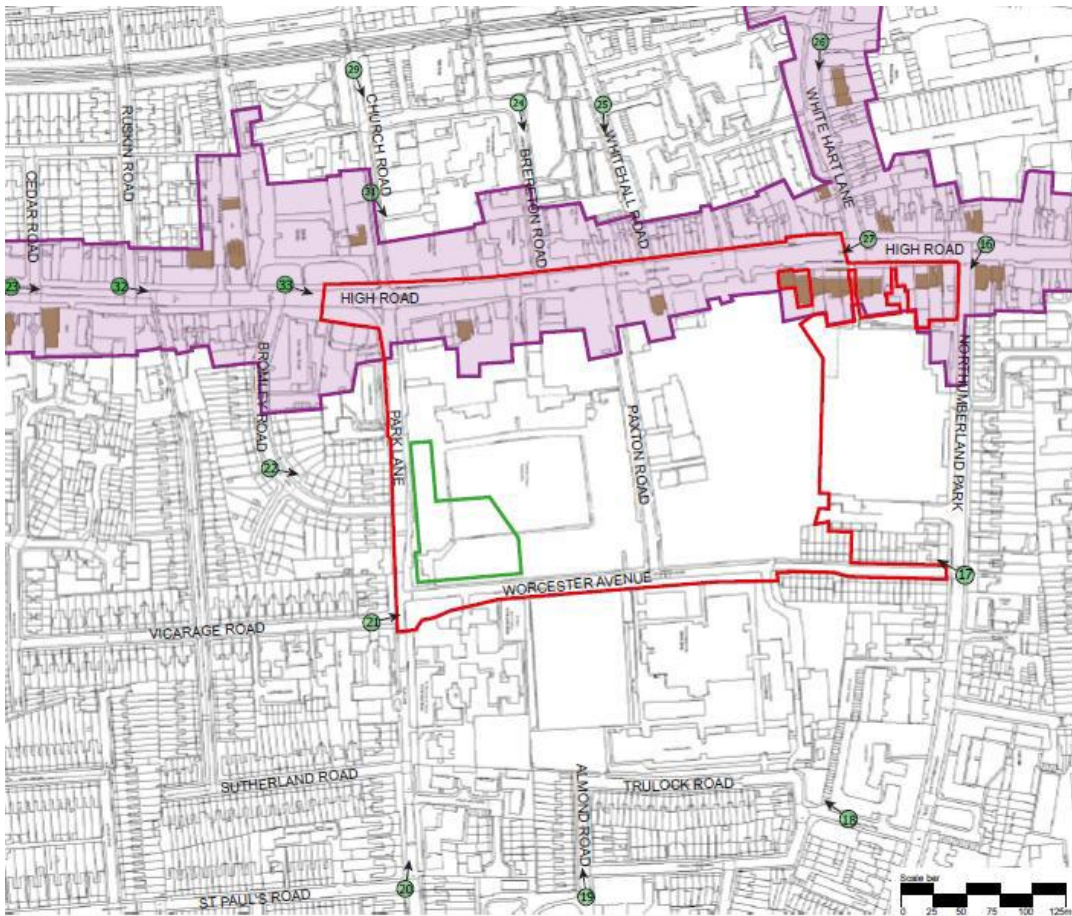 26
29
24
25
CHURCH ROAD
RUSKIN ROAD
WHITEHALL ROAD
WHITE HART LANE
BRERETON ROAD
CEDAR ROAD
31
27
HIGH ROAD
16
23
32
33
HIGH ROAD
BROMLEY ROAD
NORTHUMBERLAND PARK
PARK LANE
PAXTON ROAD
22
17
WORCESTER AVENUE
21
VICARAGE ROAD
SUTHERLAND ROAD
ALMOND ROAD
TRULOCK ROAD
18
20
19
ST PAUL'S ROAD
Scale bar
0 25 50 75 100 125m